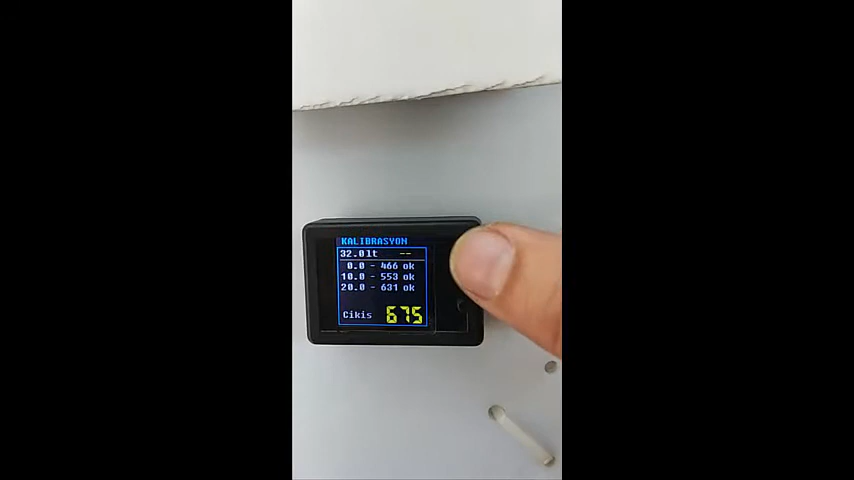 KALIBRASYON
32.0lt --
0.0 - 466 ok
10.0 - 553 ok
20.0 - 631 ok
Cikis 675